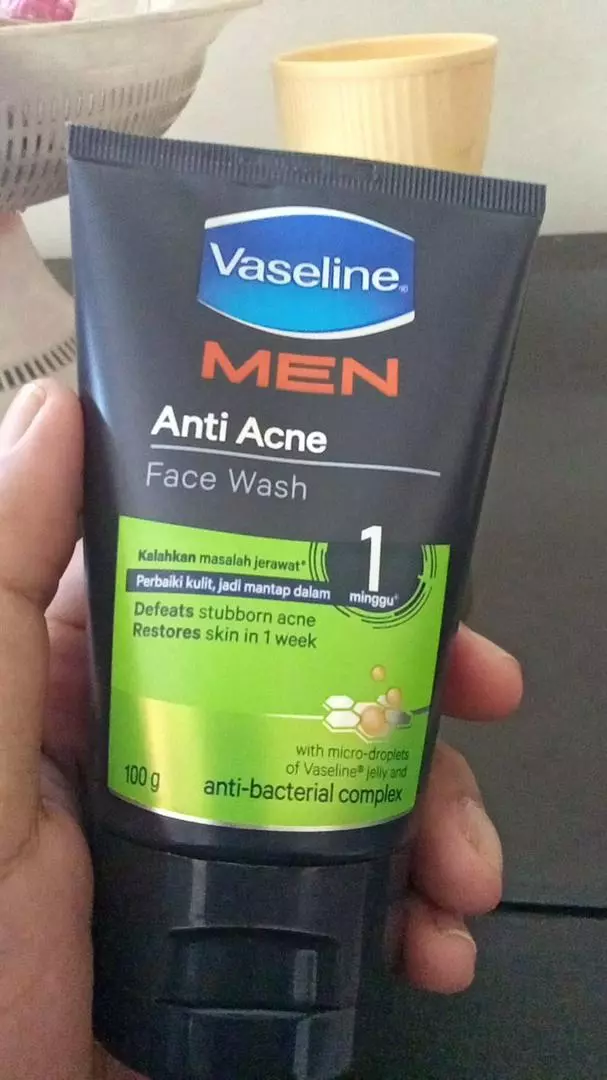 Vaseline®
MEN
Anti Acne
Face Wash
Kalahkan masalah jerawat*
Perbaiki kulit, jadi mantap dalam
1
minggu*
Defeats stubborn acne
Restores skin in 1 week
with micro-droplets
of Vaseline® jelly and
anti-bacterial complex
100 g